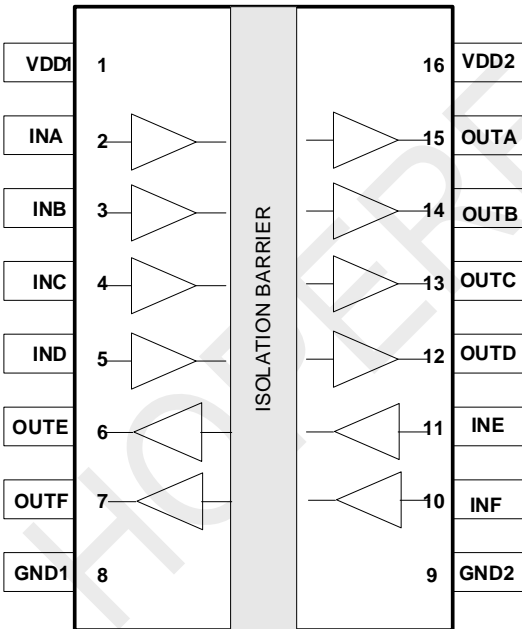 VDD1 1 16 VDD2
INA 2 15 OUTA
INB 3 14 OUTB
INC 4 13 OUTC
IND 5 12 OUTD
OUTE 6 11 INE
OUTF 7 10 INF
GND1 8 9 GND2
ISOLATION BARRIER
HOPERF